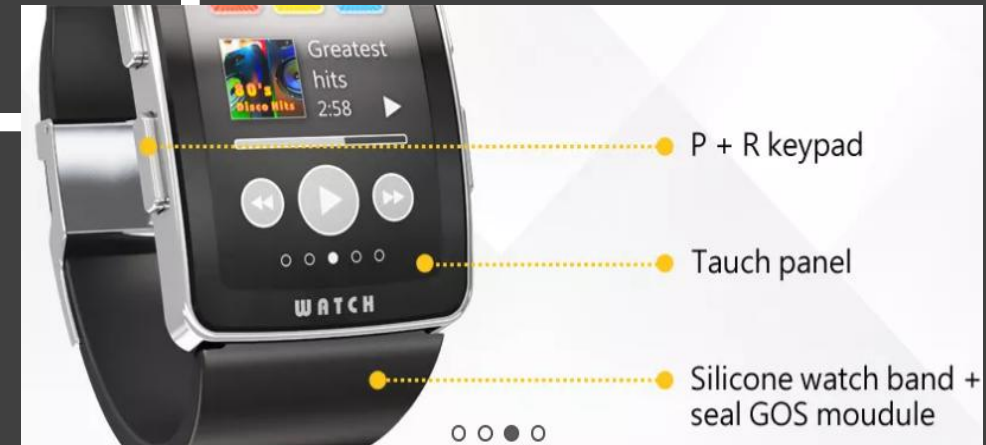 Greatest
hits
2:58
80's
Disco Hits
P + R keypad
Tauch panel
WATCH
Silicone watch band +
seal GOS moudule